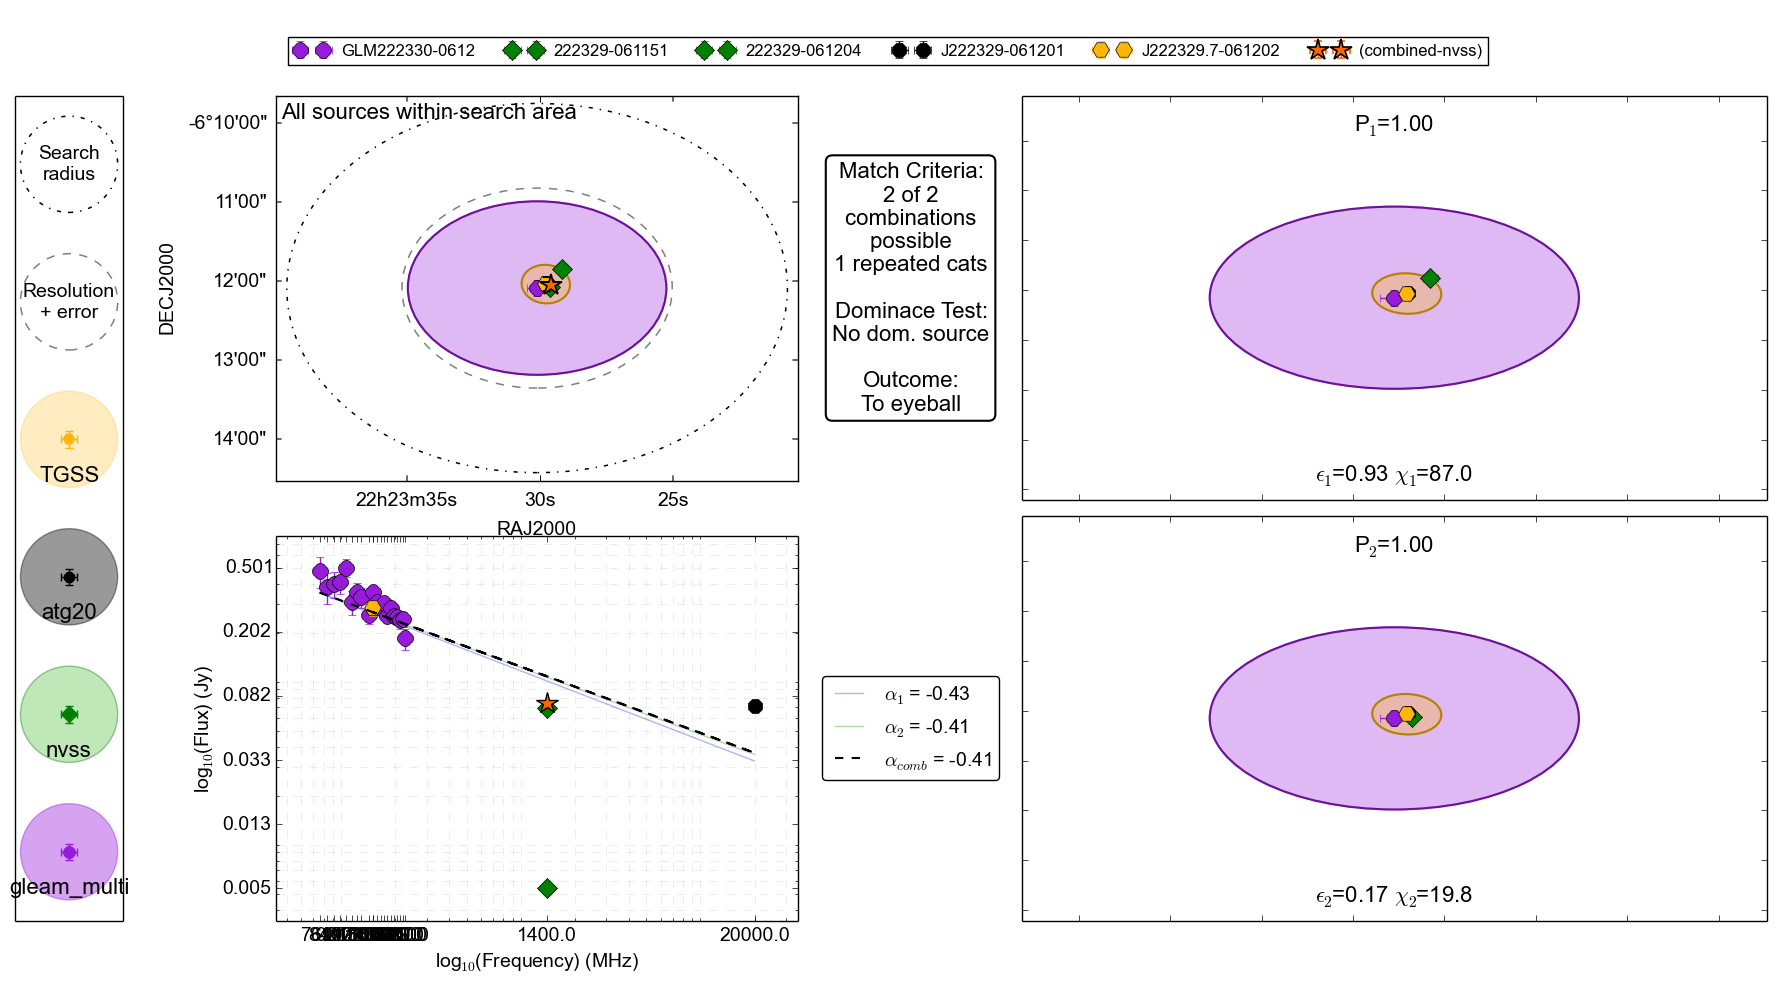 GLM222330-0612 222329-061151 222329-061204 J222329-061201 J222329.7-061202 (combined-nvss)
Search
radius
Resolution
+ error
TGSS
atg20
nvss
gleam_multi
All sources within search area
DECJ2000
-6°10'00"
11'00"
12'00"
13'00"
14'00"
22h23m35s 30s 25s
RAJ2000
Match Criteria:
2 of 2
combinations
possible
1 repeated cats
Dominace Test:
No dom. source
Outcome:
To eyeball
P1=1.00
ϵ1=0.93 χ1=87.0
log10(Flux) (Jy)
0.501
0.202
0.082
0.033
0.013
0.005
1400.0 20000.0
log10(Frequency) (MHz)
α1 = -0.43
α2 = -0.41
αcomb = -0.41
P2=1.00
ϵ2=0.17 χ2=19.8